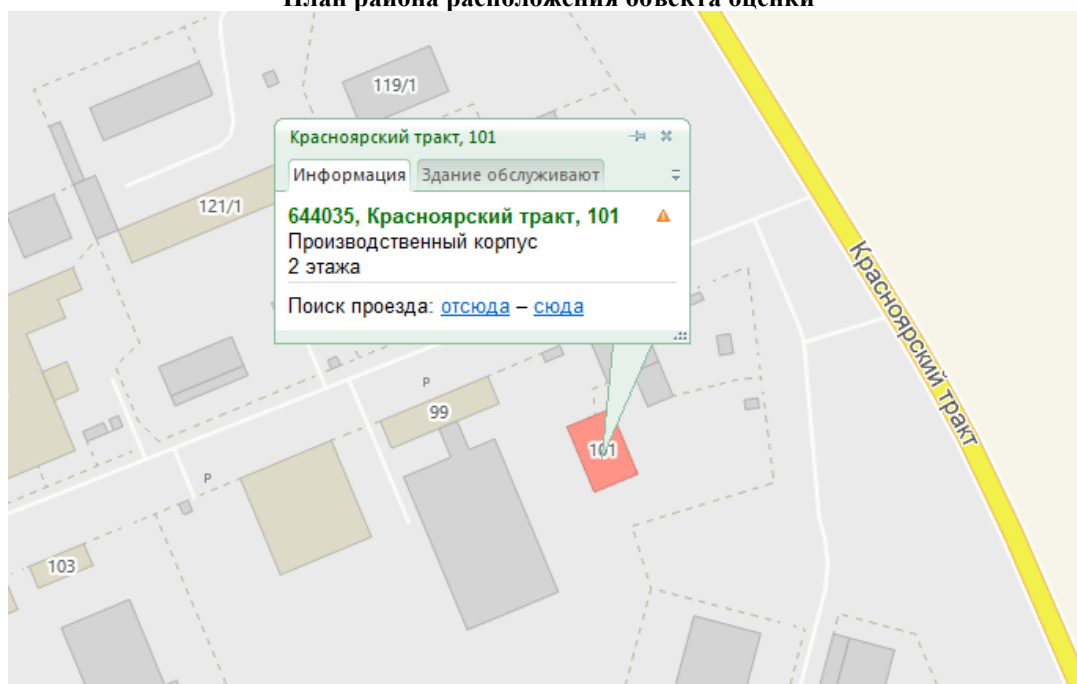 План района расположения объекта оценки
119/1
Красноярский тракт, 101
Информация Здание обслуживают
121/1
644035, Красноярский тракт, 101
Производственный корпус
2 этажа
Поиск проезда: отсюда – сюда
Красноярский тракт
P
99
101
P
103